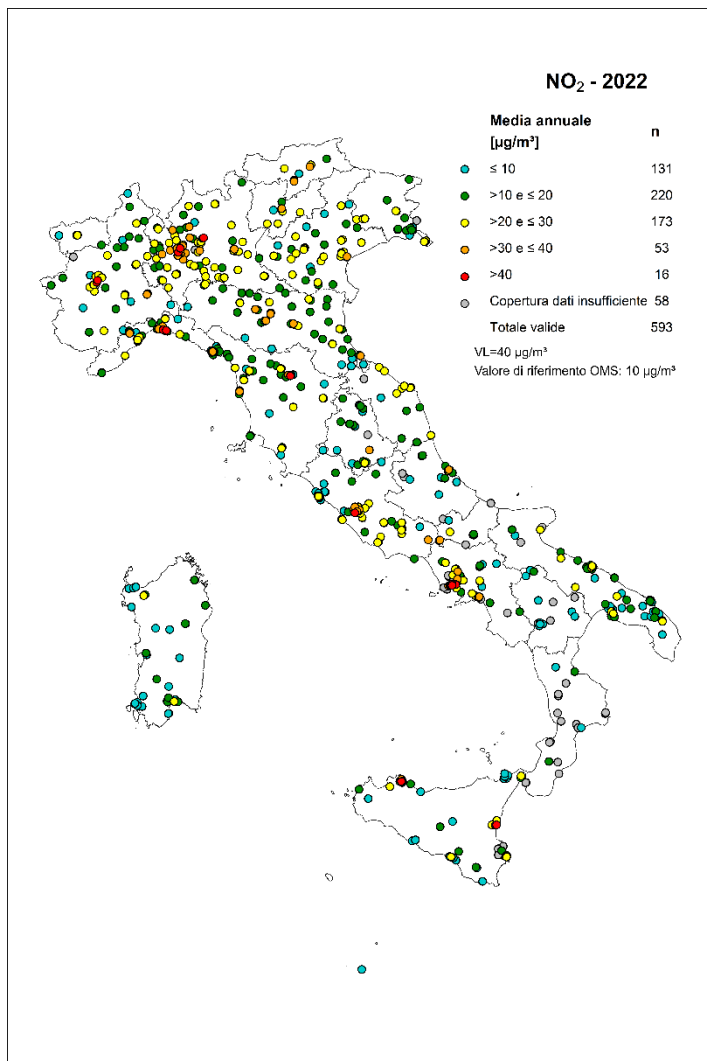 NO₂ - 2022
Media annuale n
[µg/m³]
≤ 10 131
>10 e ≤ 20 220
>20 e ≤ 30 173
>30 e ≤ 40 53
>40 16
Copertura dati insufficiente 58
Totale valide 593
VL=40 µg/m³
Valore di riferimento OMS: 10 µg/m³